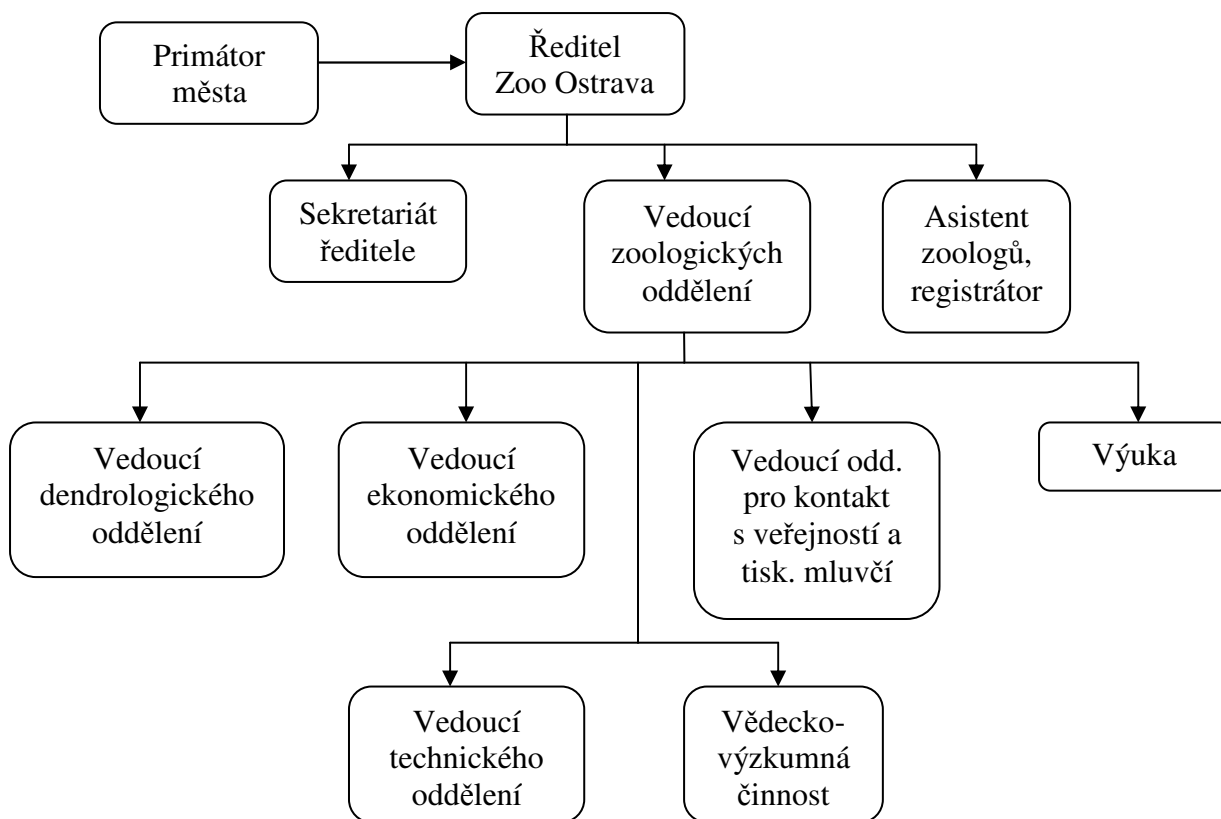 Primátor
města
Ředitel
Zoo Ostrava
Sekretariát
ředitele
Vedoucí
zoologických
oddělení
Asistent
zoologů,
registrátor
Vedoucí
dendrologického
oddělení
Vedoucí
ekonomického
oddělení
Vedoucí odd.
pro kontakt
s veřejností a
tisk. mluvčí
Výuka
Vedoucí
technického
oddělení
Vědecko-
výzkumná
činnost